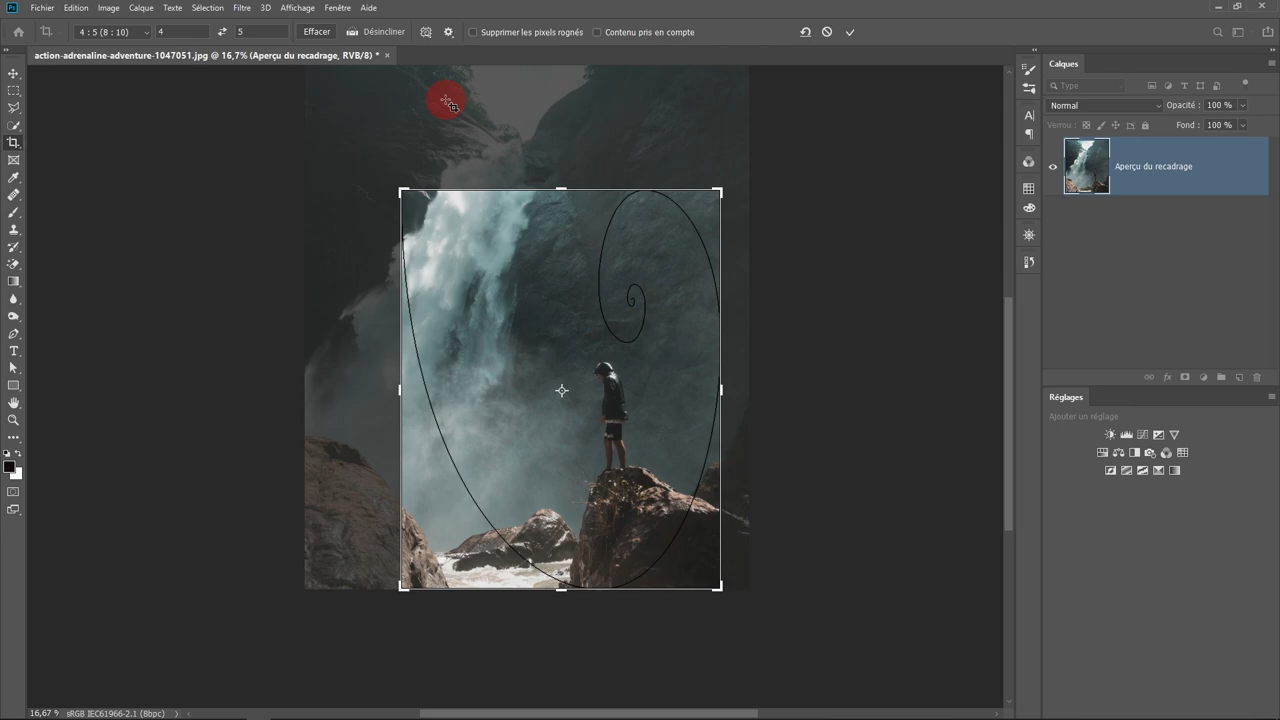 Ps Fichier Edition Image Calque Texte Sélection Filtre 3D Affichage Fenêtre Aide
4 : 5 (8 : 10) 4 5 Effacer Désincliner Supprimer les pixels rognés Contenu pris en compte
action-adrenaline-adventure-1047051.jpg @ 16,7% (Aperçu du recadrage, RVB/8) * ×
Calques
Type
Normal Opacité : 100 %
Verrou : Fond : 100 %
Aperçu du recadrage
Réglages
Ajouter un réglage
16,67 % sRGB IEC61966-2.1 (8bpc)